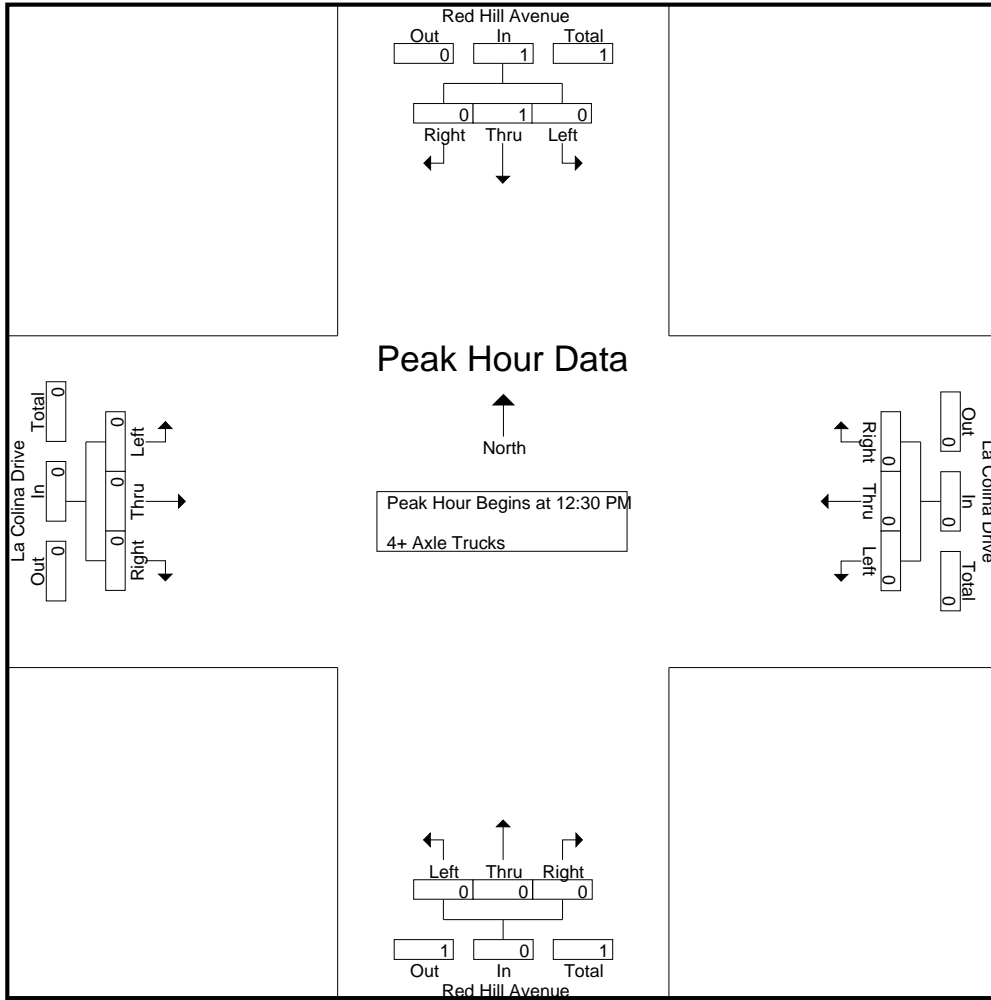 Red Hill Avenue
Out In Total
0 1 1
0 1 0
Right Thru Left
Peak Hour Data
North
Peak Hour Begins at 12:30 PM
4+ Axle Trucks
La Colina Drive
Out In Total
0 0 0
0 0 0
Right Thru Left
La Colina Drive
Out In Total
0 0 0
0 0 0
Right Thru Left
Left Thru Right
0 0 0
1 0 1
Out In Total
Red Hill Avenue